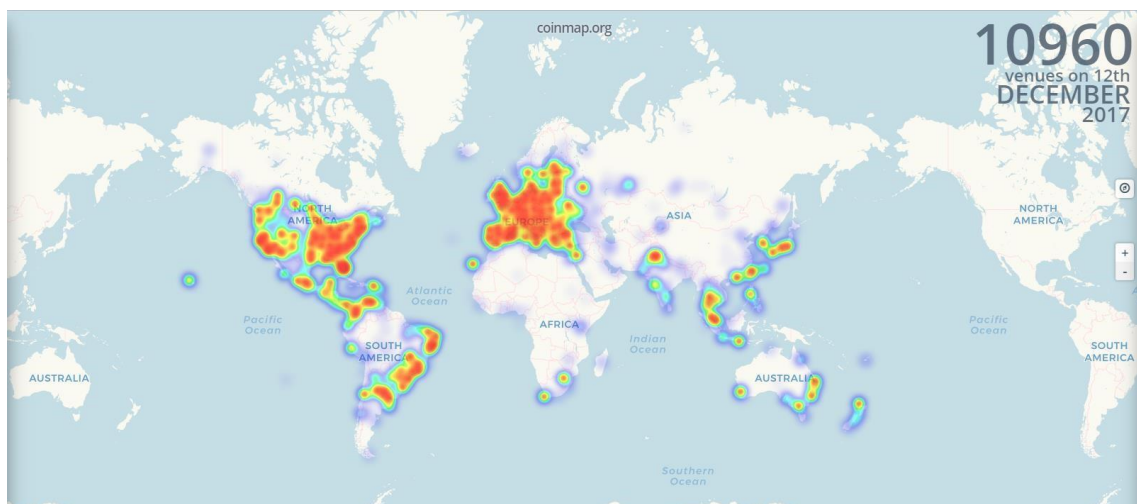 coinmap.org
10960
venues on 12th
DECEMBER
2017
NORTH
AMERICA
EUROPE
ASIA
NORTH
AMERICA
+
-
Atlantic
Ocean
Pacific
Ocean
AFRICA
Indian
Ocean
Pacific
Ocean
SOUTH
AMERICA
SOUTH
AMERICA
AUSTRALIA
AUSTRALIA
Southern
Ocean